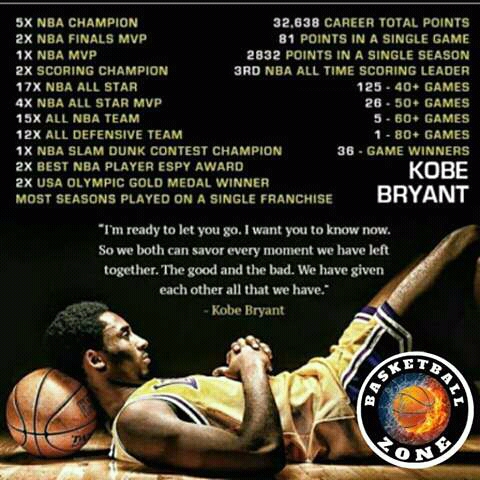 5X NBA CHAMPION
2X NBA FINALS MVP
1X NBA MVP
2X SCORING CHAMPION
17X NBA ALL STAR
4X NBA ALL STAR MVP
15X ALL NBA TEAM
12X ALL DEFENSIVE TEAM
1X NBA SLAM DUNK CONTEST CHAMPION
2X BEST NBA PLAYER ESPY AWARD
2X USA OLYMPIC GOLD MEDAL WINNER
MOST SEASONS PLAYED ON A SINGLE FRANCHISE
32,638 CAREER TOTAL POINTS
81 POINTS IN A SINGLE GAME
2832 POINTS IN A SINGLE SEASON
3RD NBA ALL TIME SCORING LEADER
125 - 40+ GAMES
26 - 50+ GAMES
5 - 60+ GAMES
1 - 80+ GAMES
36 - GAME WINNERS
KOBE
BRYANT
"I'm ready to let you go. I want you to know now.
So we both can savor every moment we have left
together. The good and the bad. We have given
each other all that we have."
- Kobe Bryant
BASKETBALL
ZONE